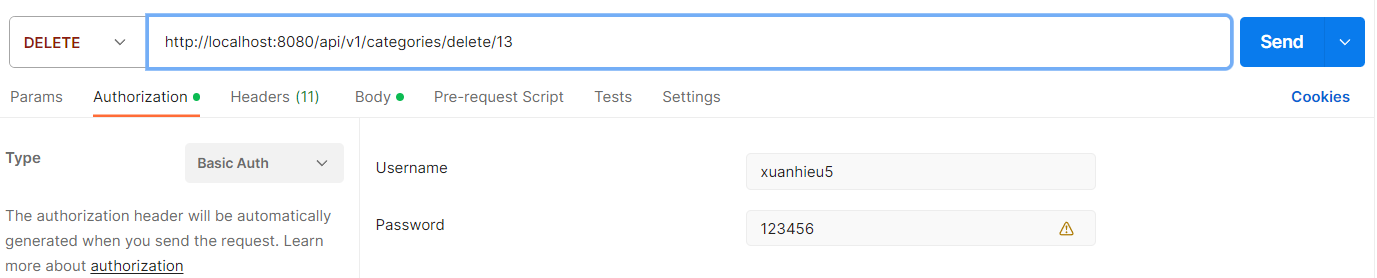 DELETE
http://localhost:8080/api/v1/categories/delete/13
Send
Params
Authorization
Headers (11)
Body
Pre-request Script
Tests
Settings
Cookies
Type
Basic Auth
The authorization header will be automatically
generated when you send the request. Learn
more about authorization
Username
xuanhieu5
Password
123456